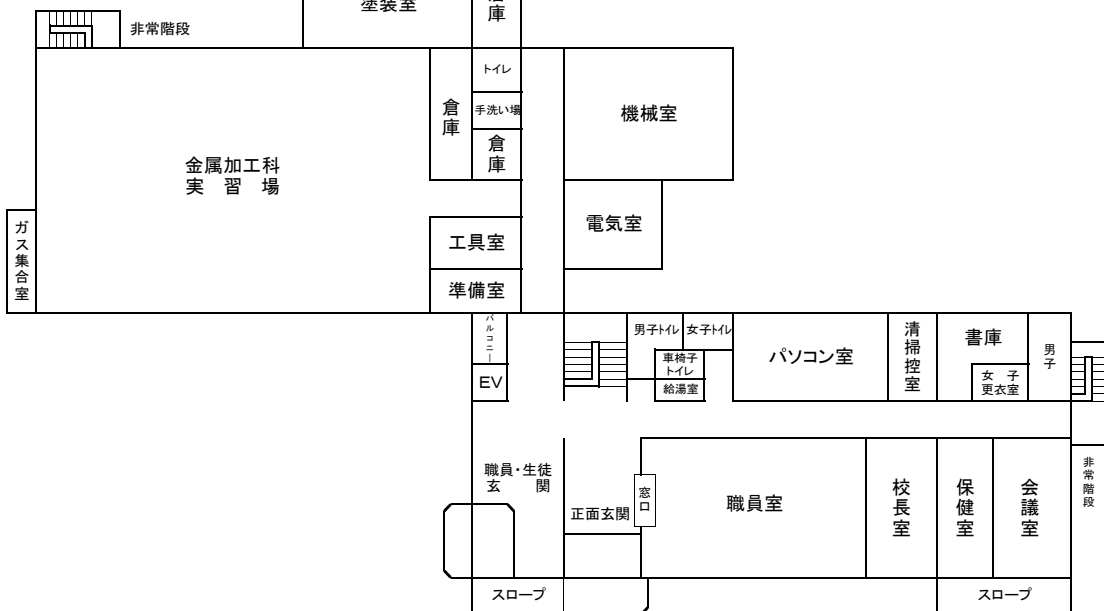 塗装室
倉庫
非常階段
トイレ
手洗い場
倉庫
倉庫
機械室
金属加工科
実　習　場
電気室
ガス集合室
工具室
準備室
バルコニー
EV
男子トイレ
女子トイレ
車椅子
トイレ
給湯室
パソコン室
清掃控室
書庫
女　子
更衣室
男子
職員・生徒
玄　関
正面玄関
窓口
職員室
校長室
保健室
会議室
非常階段
スロープ
スロープ